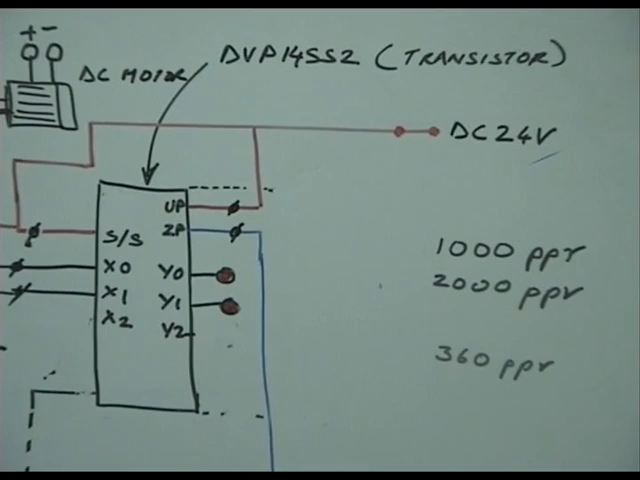 + -
DC MOTOR
DVP14SS2 (TRANSISTOR)
DC 24V
UP
ZP
S/S
X0
X1
X2
Y0
Y1
Y2
1000 ppr
2000 ppr
360 ppr